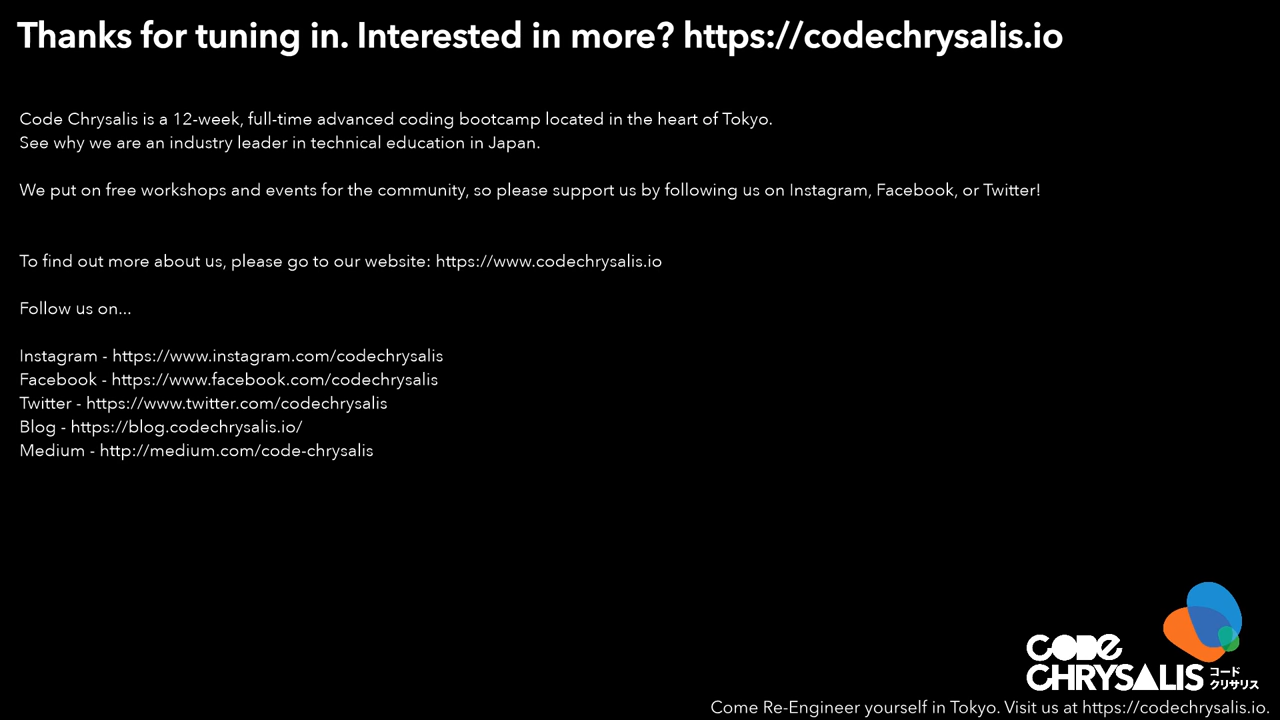 Thanks for tuning in. Interested in more? https://codechrysalis.io
Code Chrysalis is a 12-week, full-time advanced coding bootcamp located in the heart of Tokyo.
See why we are an industry leader in technical education in Japan.
We put on free workshops and events for the community, so please support us by following us on Instagram, Facebook, or Twitter!
To find out more about us, please go to our website: https://www.codechrysalis.io
Follow us on...
Instagram - https://www.instagram.com/codechrysalis
Facebook - https://www.facebook.com/codechrysalis
Twitter - https://www.twitter.com/codechrysalis
Blog - https://blog.codechrysalis.io/
Medium - http://medium.com/code-chrysalis
CODE
CHRYSALIS
コード
クリサリス
Come Re-Engineer yourself in Tokyo. Visit us at https://codechrysalis.io.